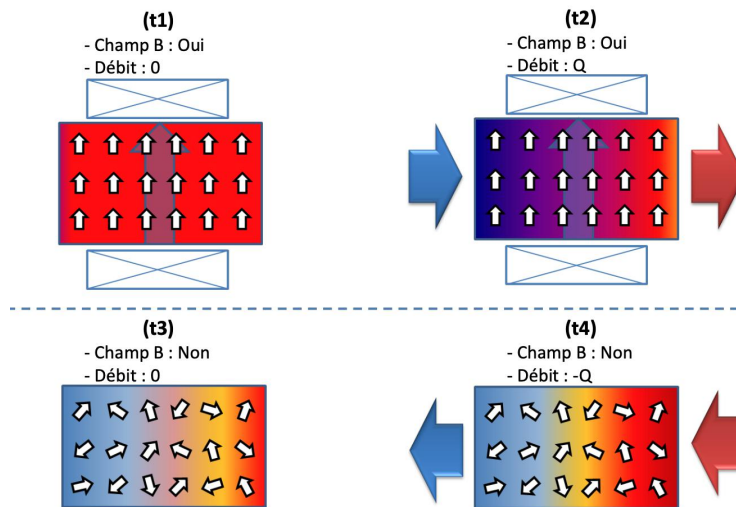 (t1)
- Champ B : Oui
- Débit : 0
(t2)
- Champ B : Oui
- Débit : Q
(t3)
- Champ B : Non
- Débit : 0
(t4)
- Champ B : Non
- Débit : -Q